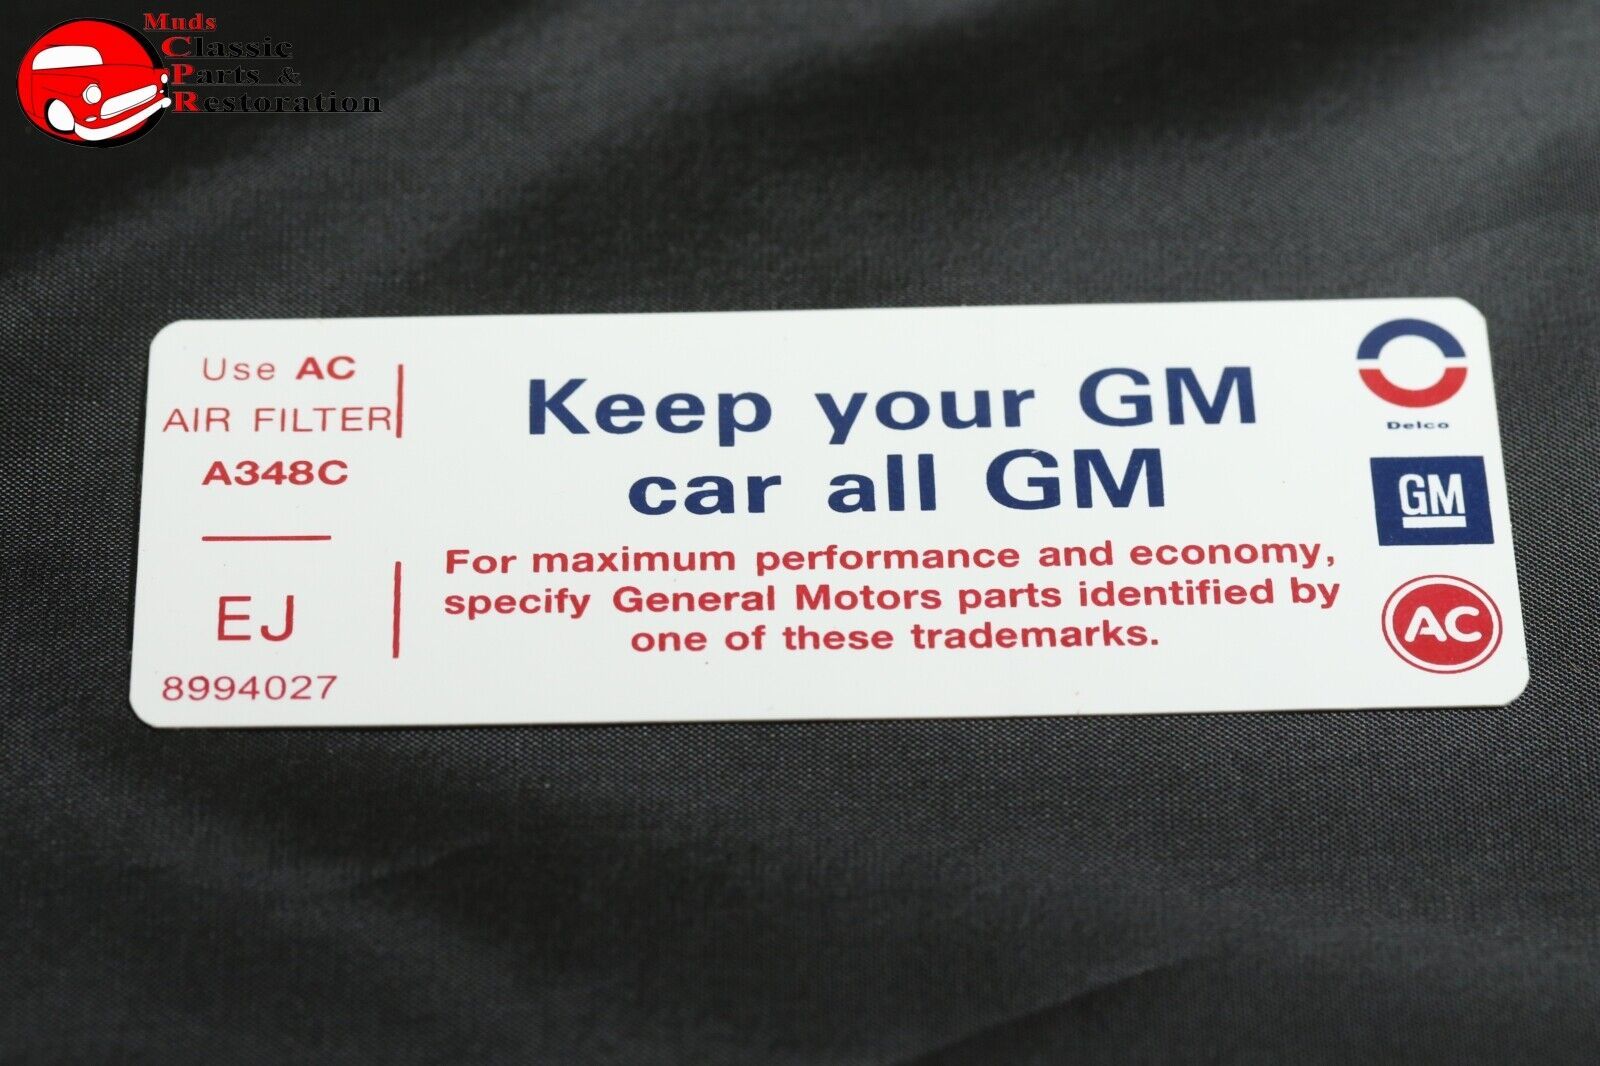 Muds
Classic
Parts &
Restoration
Use AC
AIR FILTER
A348C
EJ
8994027
Keep your GM
car all GM
For maximum performance and economy,
specify General Motors parts identified by
one of these trademarks.
Delco
GM
AC